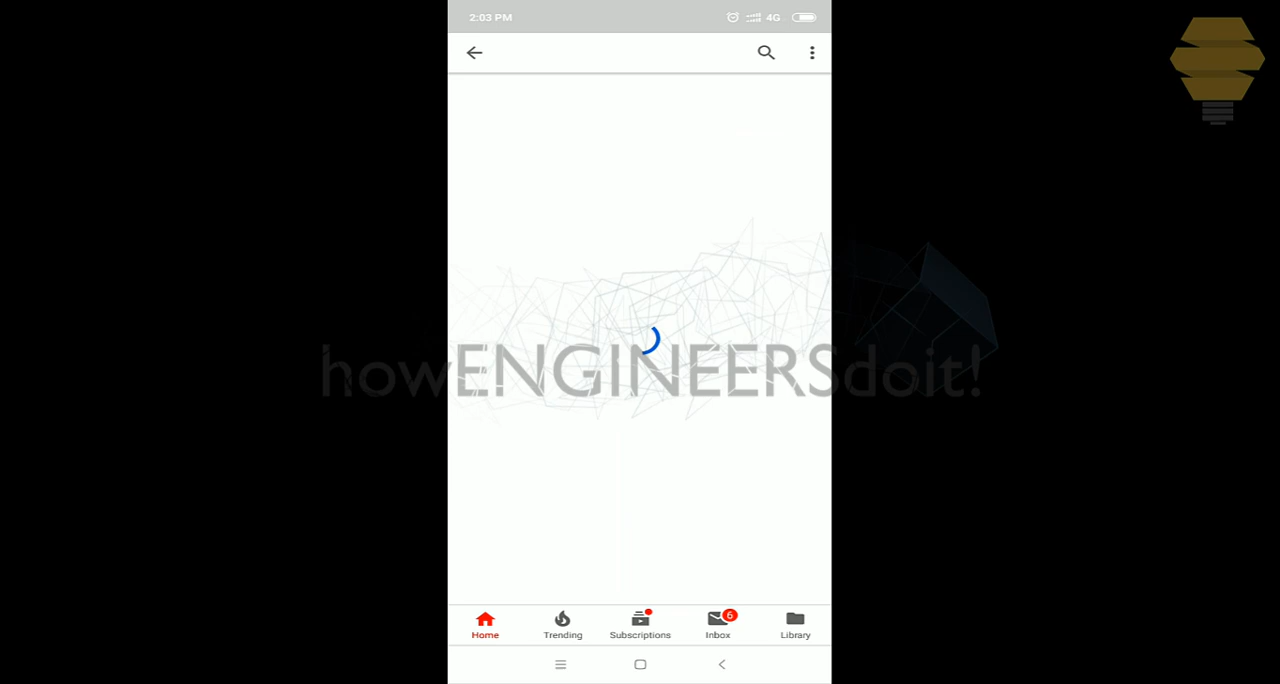 2:03 PM
4G
howENGINEERSdoit!
Home
Trending
Subscriptions
6
Inbox
Library